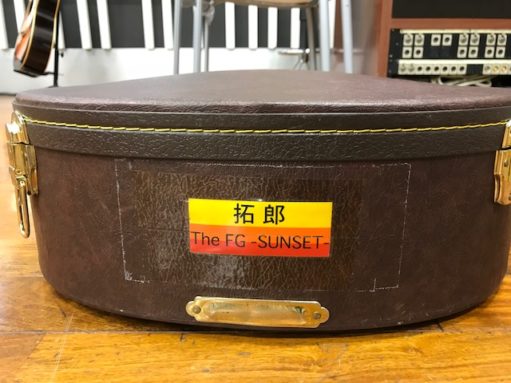 拓郎
The FG -SUNSET-